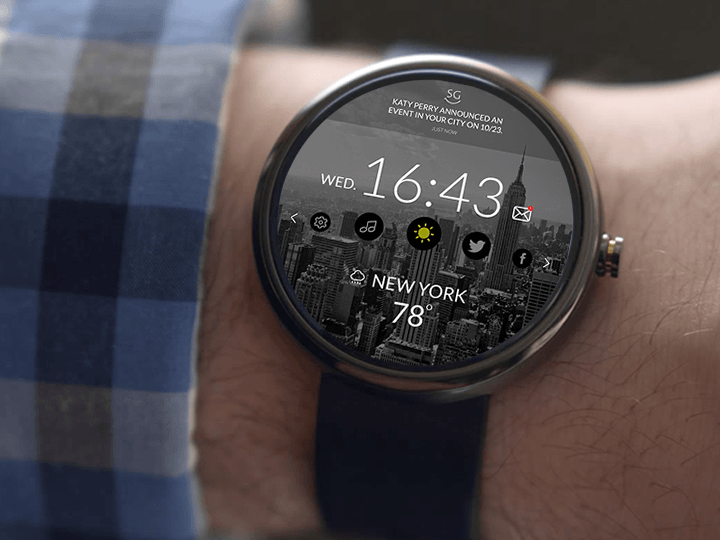 SG
KATY PERRY ANNOUNCED AN
EVENT IN YOUR CITY ON 10/23.
JUST NOW
WED. 16:43
f
NEW YORK
78°